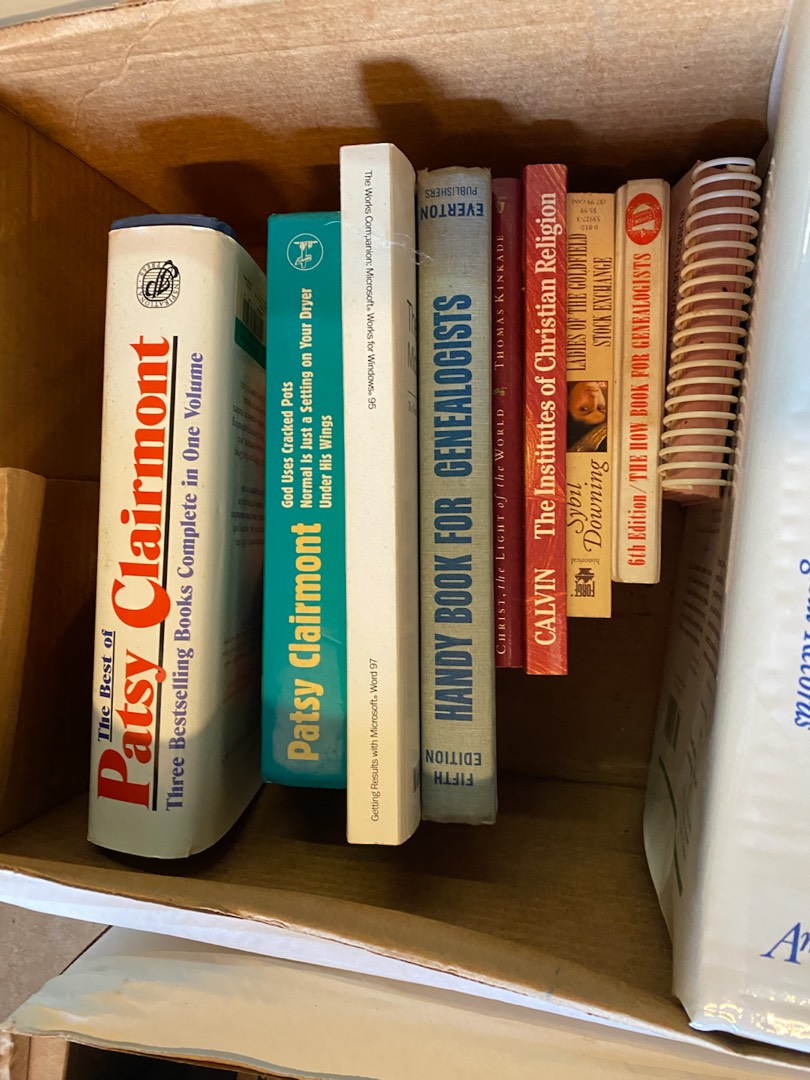 The Best of
Patsy Clairmont
Three Bestselling Books Complete in One Volume
INSPIRATIONAL PRESS
Patsy Clairmont
God Uses Cracked Pots
Normal Is Just a Setting on Your Dryer
Under His Wings
The Works Companion: Microsoft® Works for Windows® 95
Getting Results with Microsoft® Word 97
EVERTON
PUBLISHERS
HANDY BOOK FOR GENEALOGISTS
FIFTH
EDITION
CHRIST, the LIGHT of the WORLD
THOMAS KINKADE
CALVIN
The Institutes of Christian Religion
LADIES OF THE GOLDFIELD
STOCK EXCHANGE
Sybil
Downing
historical
FORGE
6th Edition/THE HOW BOOK FOR GENEALOGISTS